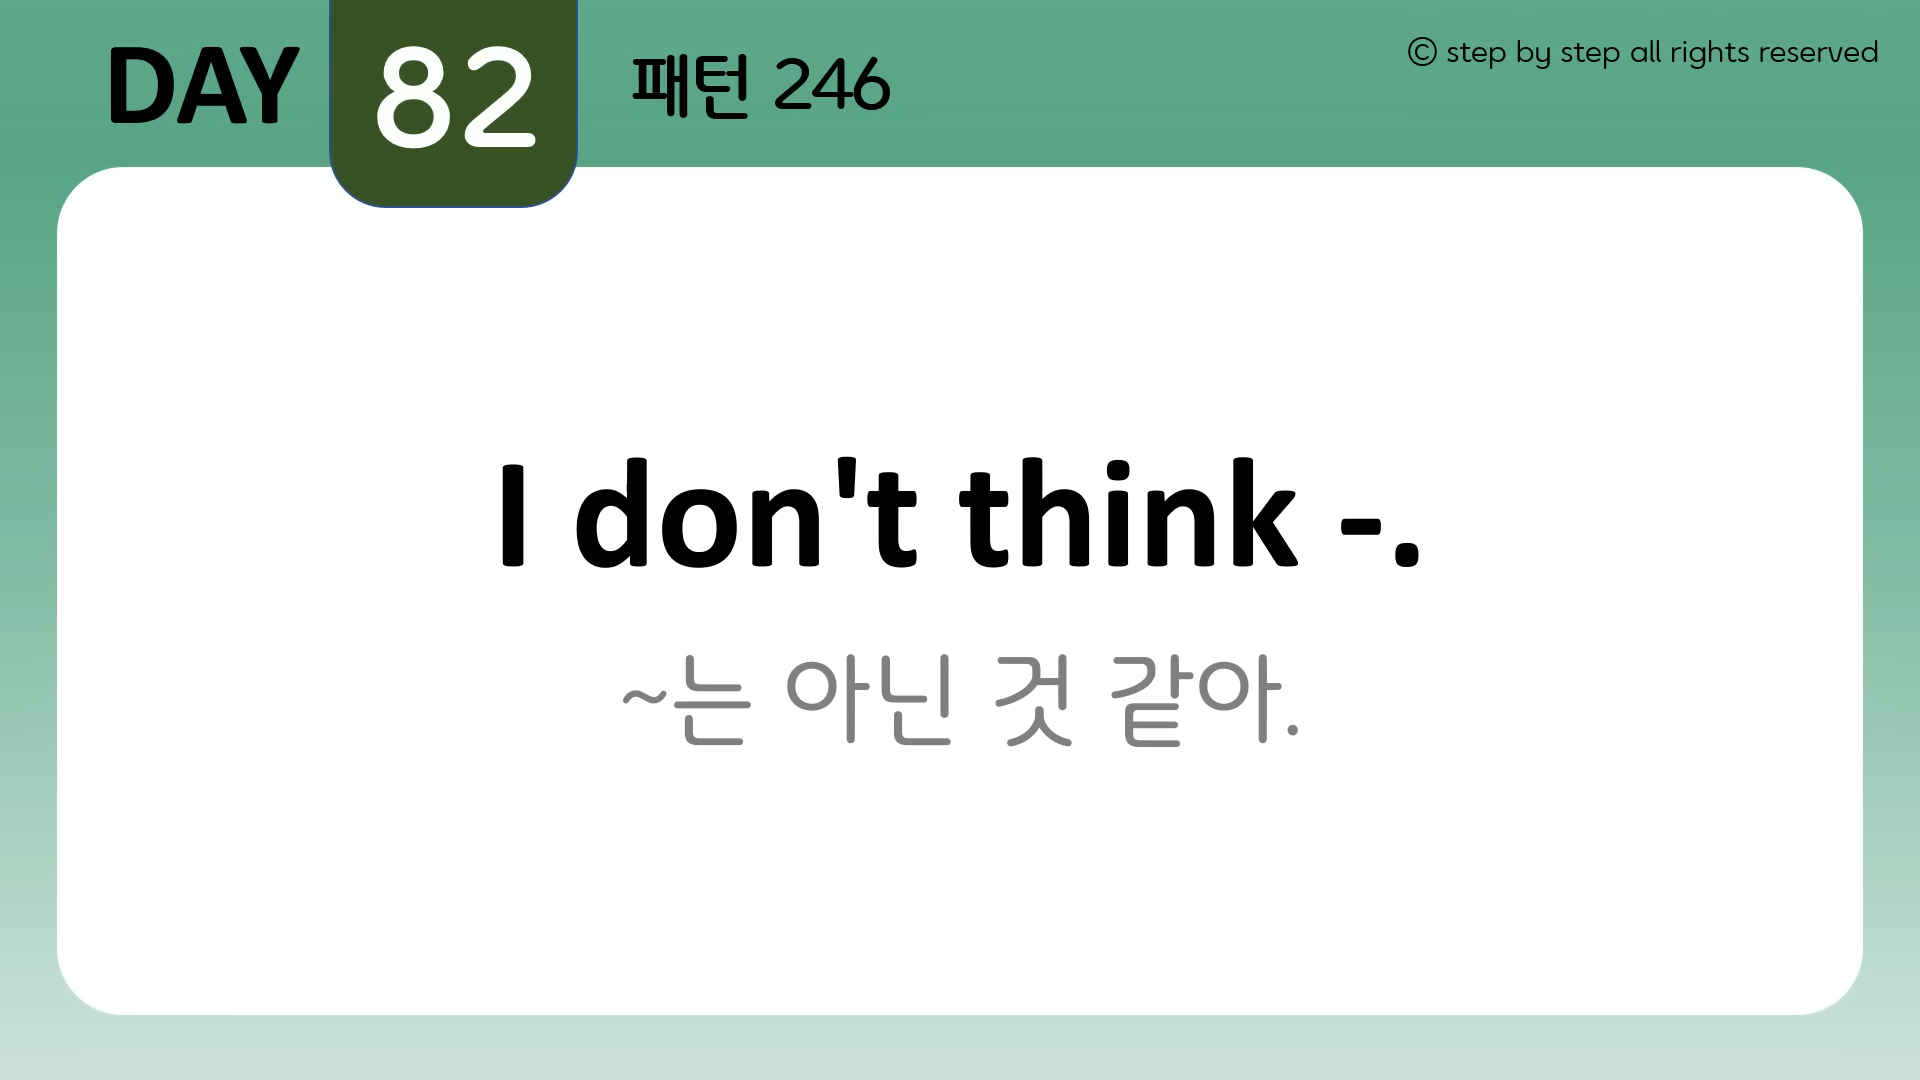 DAY 82 패턴 246
© step by step all rights reserved
I don't think -.
~는 아닌 것 같아.